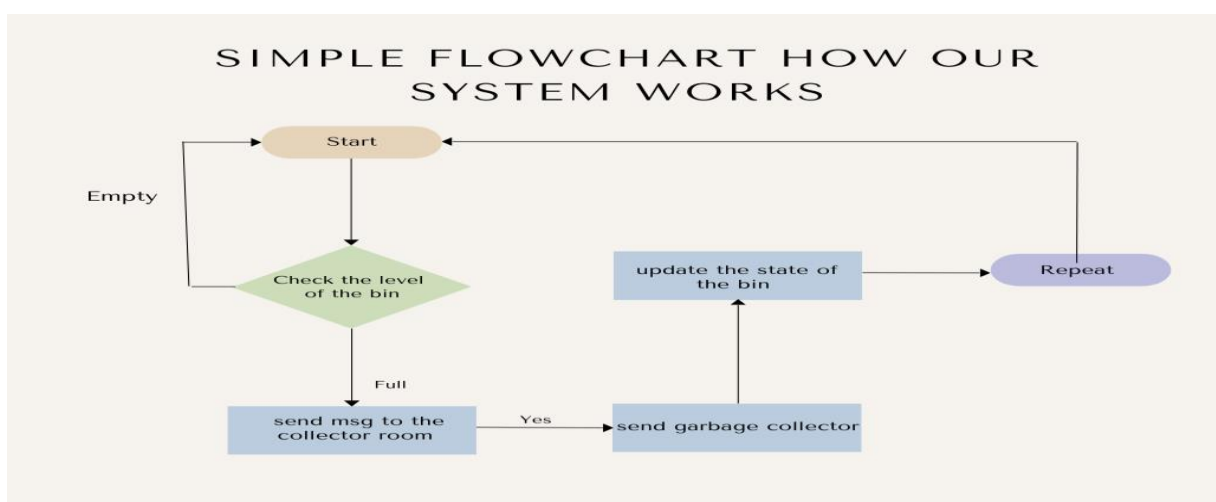 SIMPLE FLOWCHART HOW OUR
SYSTEM WORKS
Start
Empty
Check the level
of the bin
Full
send msg to the
collector room
Yes
send garbage collector
update the state of
the bin
Repeat